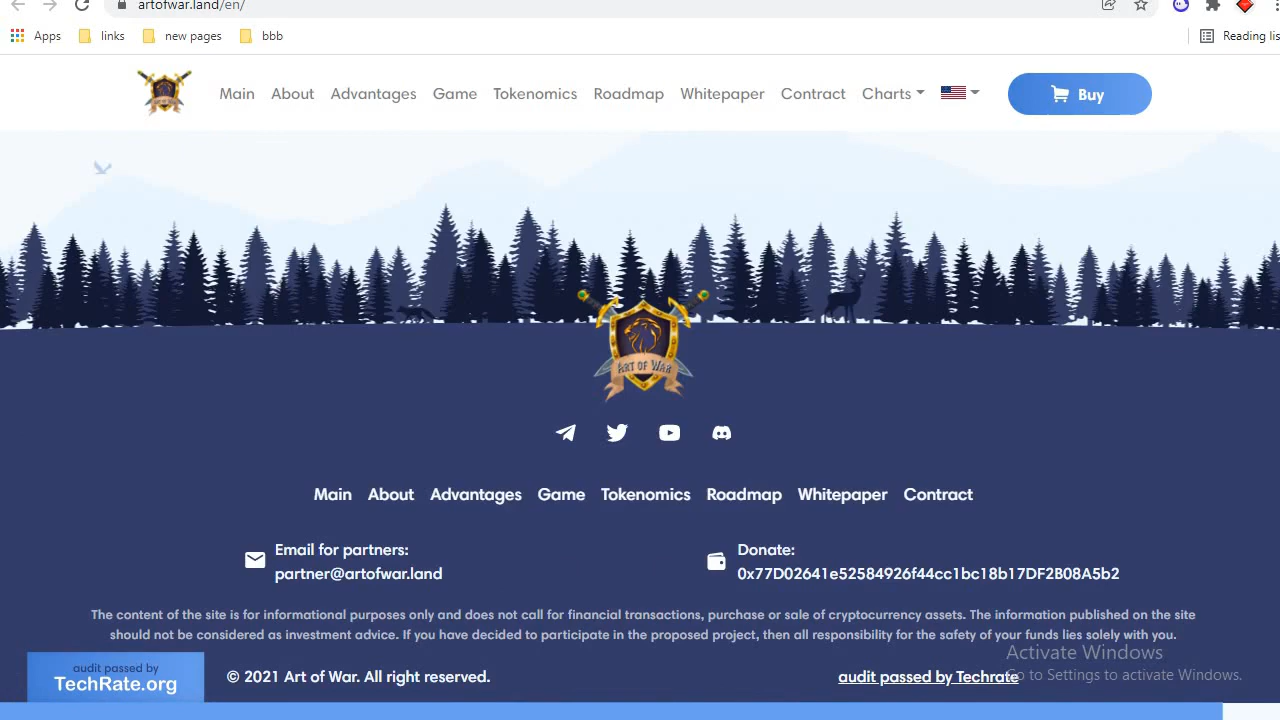 artofwar.land/en/
Apps links new pages bbb Reading lis
Main About Advantages Game Tokenomics Roadmap Whitepaper Contract Charts Buy
ART OF WAR
Main About Advantages Game Tokenomics Roadmap Whitepaper Contract
Email for partners:
partner@artofwar.land
Donate:
0x77D02641e52584926f44cc1bc18b17DF2B08A5b2
The content of the site is for informational purposes only and does not call for financial transactions, purchase or sale of cryptocurrency assets. The information published on the site
should not be considered as investment advice. If you have decided to participate in the proposed project, then all responsibility for the safety of your funds lies solely with you.
Activate Windows
Go to Settings to activate Windows.
audit passed by
TechRate.org
© 2021 Art of War. All right reserved.
audit passed by Techrate